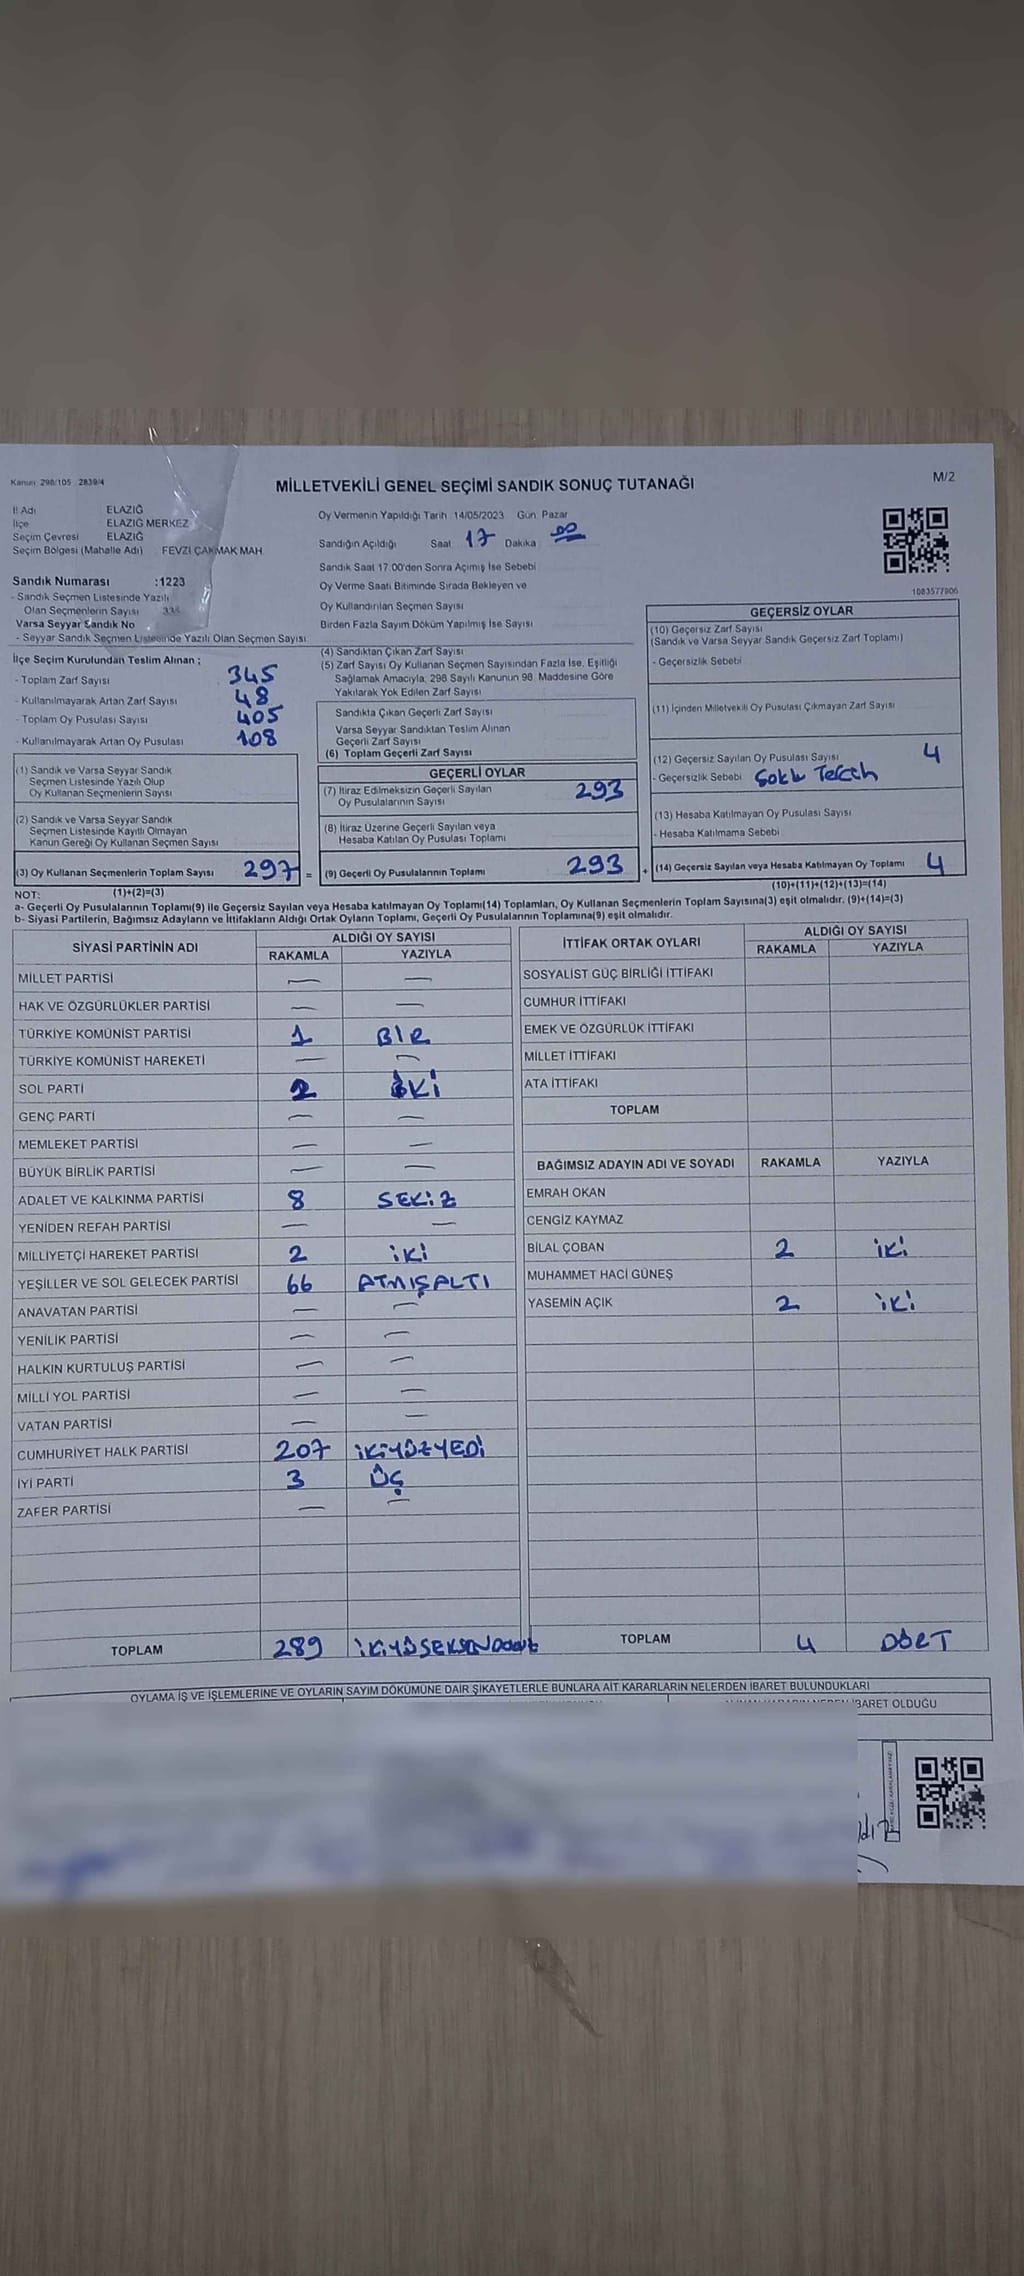 Kanun 298/105 2839/4
MİLLETVEKİLİ GENEL SEÇİMİ SANDIK SONUÇ TUTANAĞI
M/2
İl Adı ELAZIĞ
İlçe ELAZIĞ MERKEZ
Seçim Çevresi ELAZIĞ
Seçim Bölgesi (Mahalle Adı) FEVZİ ÇAKMAK MAH.
Sandık Numarası :1223
- Sandık Seçmen Listesinde Yazılı
Olan Seçmenlerin Sayısı
Varsa Seyyar Sandık No
- Seyyar Sandık Seçmen Listesinde Yazılı Olan Seçmen Sayısı
Oy Vermenin Yapıldığı Tarih 14/05/2023 Gün Pazar
Sandığın Açıldığı Saat 17 Dakika 00
Sandık Saat 17.00'den Sonra Açımış İse Sebebi
Oy Verme Saati Bitiminde Sırada Bekleyen ve
Oy Kullandırılan Seçmen Sayısı
Birden Fazla Sayım Döküm Yapılmış İse Sayısı
1083577906
İlçe Seçim Kurulundan Teslim Alınan ;
- Toplam Zarf Sayısı 345
- Kullanılmayarak Artan Zarf Sayısı 48
- Toplam Oy Pusulası Sayısı 405
- Kullanılmayarak Artan Oy Pusulası 108
(1) Sandık ve Varsa Seyyar Sandık
Seçmen Listesinde Yazılı Olup
Oy Kullanan Seçmenlerin Sayısı
(2) Sandık ve Varsa Seyyar Sandık
Seçmen Listesinde Kayıtlı Olmayan
Kanun Gereği Oy Kullanan Seçmen Sayısı
(3) Oy Kullanan Seçmenlerin Toplam Sayısı 297 =
(4) Sandıktan Çıkan Zarf Sayısı
(5) Zarf Sayısı Oy Kullanan Seçmen Sayısından Fazla İse, Eşitliği
Sağlamak Amacıyla, 298 Sayılı Kanunun 98. Maddesine Göre
Yakılarak Yok Edilen Zarf Sayısı
Sandıkta Çıkan Geçerli Zarf Sayısı
Varsa Seyyar Sandıktan Teslim Alınan
Geçerli Zarf Sayısı
(6) Toplam Geçerli Zarf Sayısı
GEÇERLİ OYLAR
(7) İtiraz Edilmeksizin Geçerli Sayılan
Oy Pusulalarının Sayısı 293
(8) İtiraz Üzerine Geçerli Sayılan veya
Hesaba Katılan Oy Pusulası Toplamı
(9) Geçerli Oy Pusulalarının Toplamı 293 +
GEÇERSİZ OYLAR
(10) Geçersiz Zarf Sayısı
(Sandık ve Varsa Seyyar Sandık Geçersiz Zarf Toplamı)
- Geçersizlik Sebebi
(11) İçinden Milletvekili Oy Pusulası Çıkmayan Zarf Sayısı
(12) Geçersiz Sayılan Oy Pusulası Sayısı 4
- Geçersizlik Sebebi
(13) Hesaba Katılmayan Oy Pusulası Sayısı
- Hesaba Katılmama Sebebi
(14) Geçersiz Sayılan veya Hesaba Katılmayan Oy Toplamı 4
NOT: (1)+(2)=(3)
(10)+(11)+(12)+(13)=(14)
a- Geçerli Oy Pusulalarının Toplamı(9) ile Geçersiz Sayılan veya Hesaba katılmayan Oy Toplamı(14) Toplamları, Oy Kullanan Seçmenlerin Toplam Sayısına(3) eşit olmalıdır. (9)+(14)=(3)
b- Siyasi Partilerin, Bağımsız Adayların ve İttifakların Aldığı Ortak Oyların Toplamı, Geçerli Oy Pusulalarının Toplamına(9) eşit olmalıdır.
SİYASİ PARTİNİN ADI
ALDIĞI OY SAYISI
RAKAMLA YAZIYLA
MİLLET PARTİSİ — —
HAK VE ÖZGÜRLÜKLER PARTİSİ — —
TÜRKİYE KOMÜNİST PARTİSİ 1 BİR
TÜRKİYE KOMÜNİST HAREKETİ — —
SOL PARTİ 2 İKİ
GENÇ PARTİ — —
MEMLEKET PARTİSİ — —
BÜYÜK BİRLİK PARTİSİ — —
ADALET VE KALKINMA PARTİSİ 8 SEKİZ
YENİDEN REFAH PARTİSİ — —
MİLLİYETÇİ HAREKET PARTİSİ 2 İKİ
YEŞİLLER VE SOL GELECEK PARTİSİ 66 ATMIŞALTI
ANAVATAN PARTİSİ — —
YENİLİK PARTİSİ — —
HALKIN KURTULUŞ PARTİSİ — —
MİLLİ YOL PARTİSİ — —
VATAN PARTİSİ — —
CUMHURİYET HALK PARTİSİ 207 İKİYÜZYEDİ
İYİ PARTİ 3 ÜÇ
ZAFER PARTİSİ — —
TOPLAM 289
İTTİFAK ORTAK OYLARI
ALDIĞI OY SAYISI
RAKAMLA YAZIYLA
SOSYALİST GÜÇ BİRLİĞİ İTTİFAKI
CUMHUR İTTİFAKI
EMEK VE ÖZGÜRLÜK İTTİFAKI
MİLLET İTTİFAKI
ATA İTTİFAKI
TOPLAM
BAĞIMSIZ ADAYIN ADI VE SOYADI RAKAMLA YAZIYLA
EMRAH OKAN
CENGİZ KAYMAZ
BİLAL ÇOBAN 2 İKİ
MUHAMMET HACİ GÜNEŞ
YASEMİN AÇIK 2 İKİ
TOPLAM 4 DÖRT
OYLAMA İŞ VE İŞLEMLERİNE VE OYLARIN SAYIM DÖKÜMÜNE DAİR ŞİKAYETLERLE BUNLARA AİT KARARLARIN NELERDEN İBARET BULUNDUKLARI
İBARET OLDUĞU